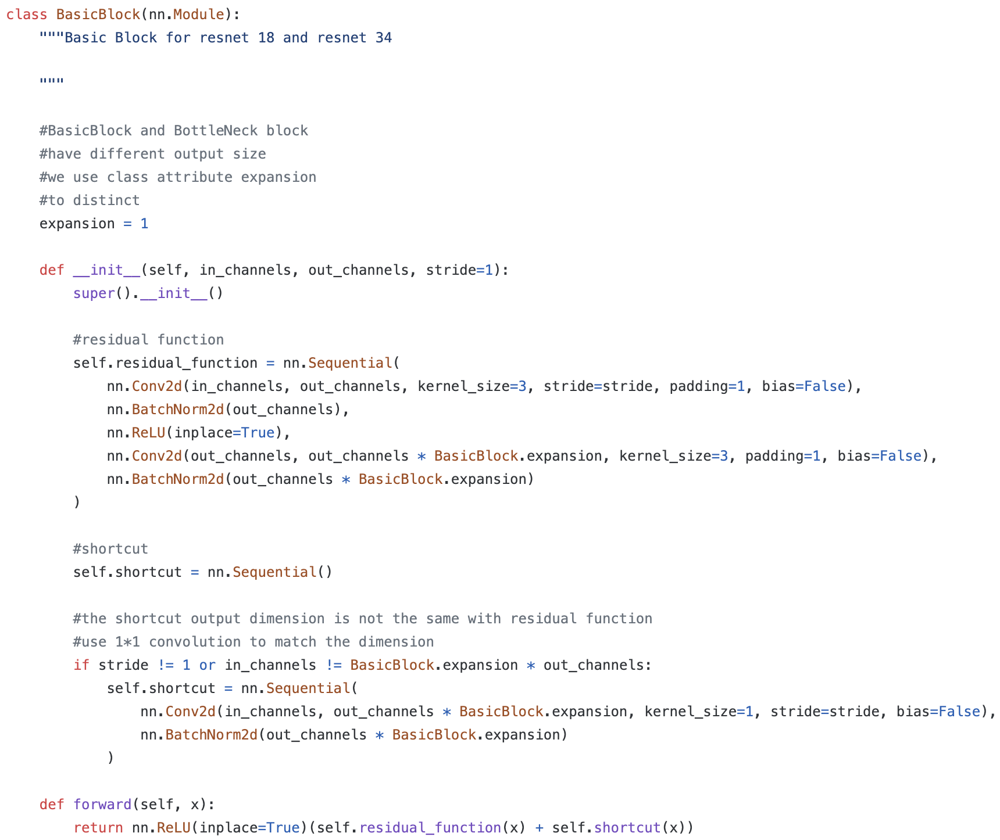 class BasicBlock(nn.Module):
    """Basic Block for resnet 18 and resnet 34

    """

    #BasicBlock and BottleNeck block
    #have different output size
    #we use class attribute expansion
    #to distinct
    expansion = 1

    def __init__(self, in_channels, out_channels, stride=1):
        super().__init__()

        #residual function
        self.residual_function = nn.Sequential(
            nn.Conv2d(in_channels, out_channels, kernel_size=3, stride=stride, padding=1, bias=False),
            nn.BatchNorm2d(out_channels),
            nn.ReLU(inplace=True),
            nn.Conv2d(out_channels, out_channels * BasicBlock.expansion, kernel_size=3, padding=1, bias=False),
            nn.BatchNorm2d(out_channels * BasicBlock.expansion)
        )

        #shortcut
        self.shortcut = nn.Sequential()

        #the shortcut output dimension is not the same with residual function
        #use 1*1 convolution to match the dimension
        if stride != 1 or in_channels != BasicBlock.expansion * out_channels:
            self.shortcut = nn.Sequential(
                nn.Conv2d(in_channels, out_channels * BasicBlock.expansion, kernel_size=1, stride=stride, bias=False),
                nn.BatchNorm2d(out_channels * BasicBlock.expansion)
            )

    def forward(self, x):
        return nn.ReLU(inplace=True)(self.residual_function(x) + self.shortcut(x))